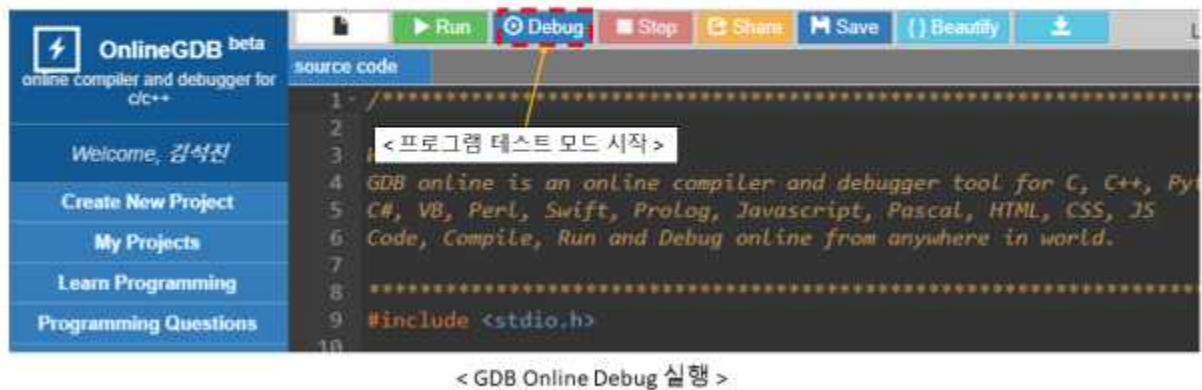 OnlineGDB beta
online compiler and debugger for
c/c++
Welcome, 김석진
Create New Project
My Projects
Learn Programming
Programming Questions
Run Debug Stop Share Save {} Beautify
source code
1 /**********************************************************************
2
< 프로그램 테스트 모드 시작 >
3
4 GDB online is an online compiler and debugger tool for C, C++, Py
5 C#, VB, Perl, Swift, Prolog, Javascript, Pascal, HTML, CSS, JS
6 Code, Compile, Run and Debug online from anywhere in world.
7
8 **********************************************************************
9 #include <stdio.h>
10
< GDB Online Debug 실행 >